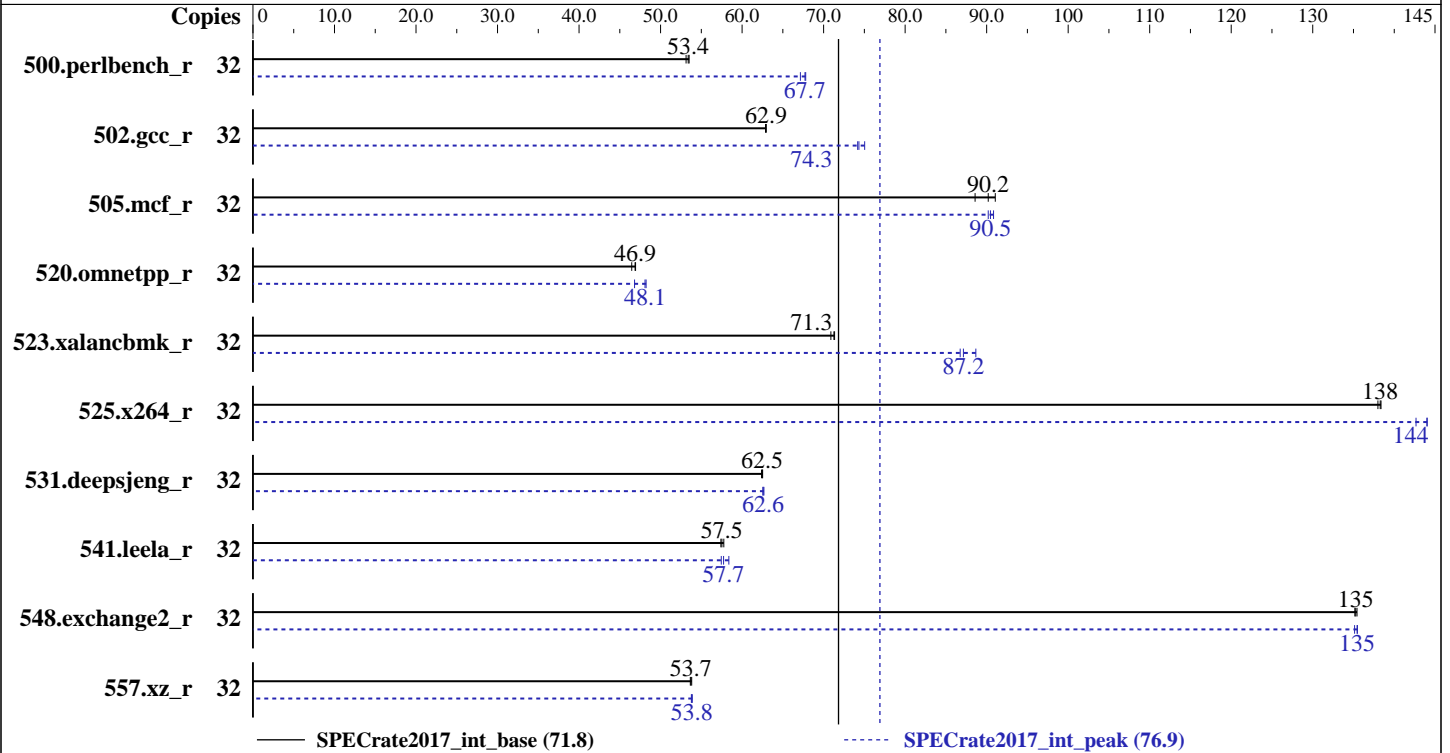 Copies 0 10.0 20.0 30.0 40.0 50.0 60.0 70.0 80.0 90.0 100 110 120 130 145
53.4
500.perlbench_r 32
67.7
62.9
502.gcc_r 32
74.3
90.2
505.mcf_r 32
90.5
46.9
520.omnetpp_r 32
48.1
71.3
523.xalancbmk_r 32
87.2
138
525.x264_r 32
144
62.5
531.deepsjeng_r 32
62.6
57.5
541.leela_r 32
57.7
135
548.exchange2_r 32
135
53.7
557.xz_r 32
53.8
SPECrate2017_int_base (71.8) SPECrate2017_int_peak (76.9)